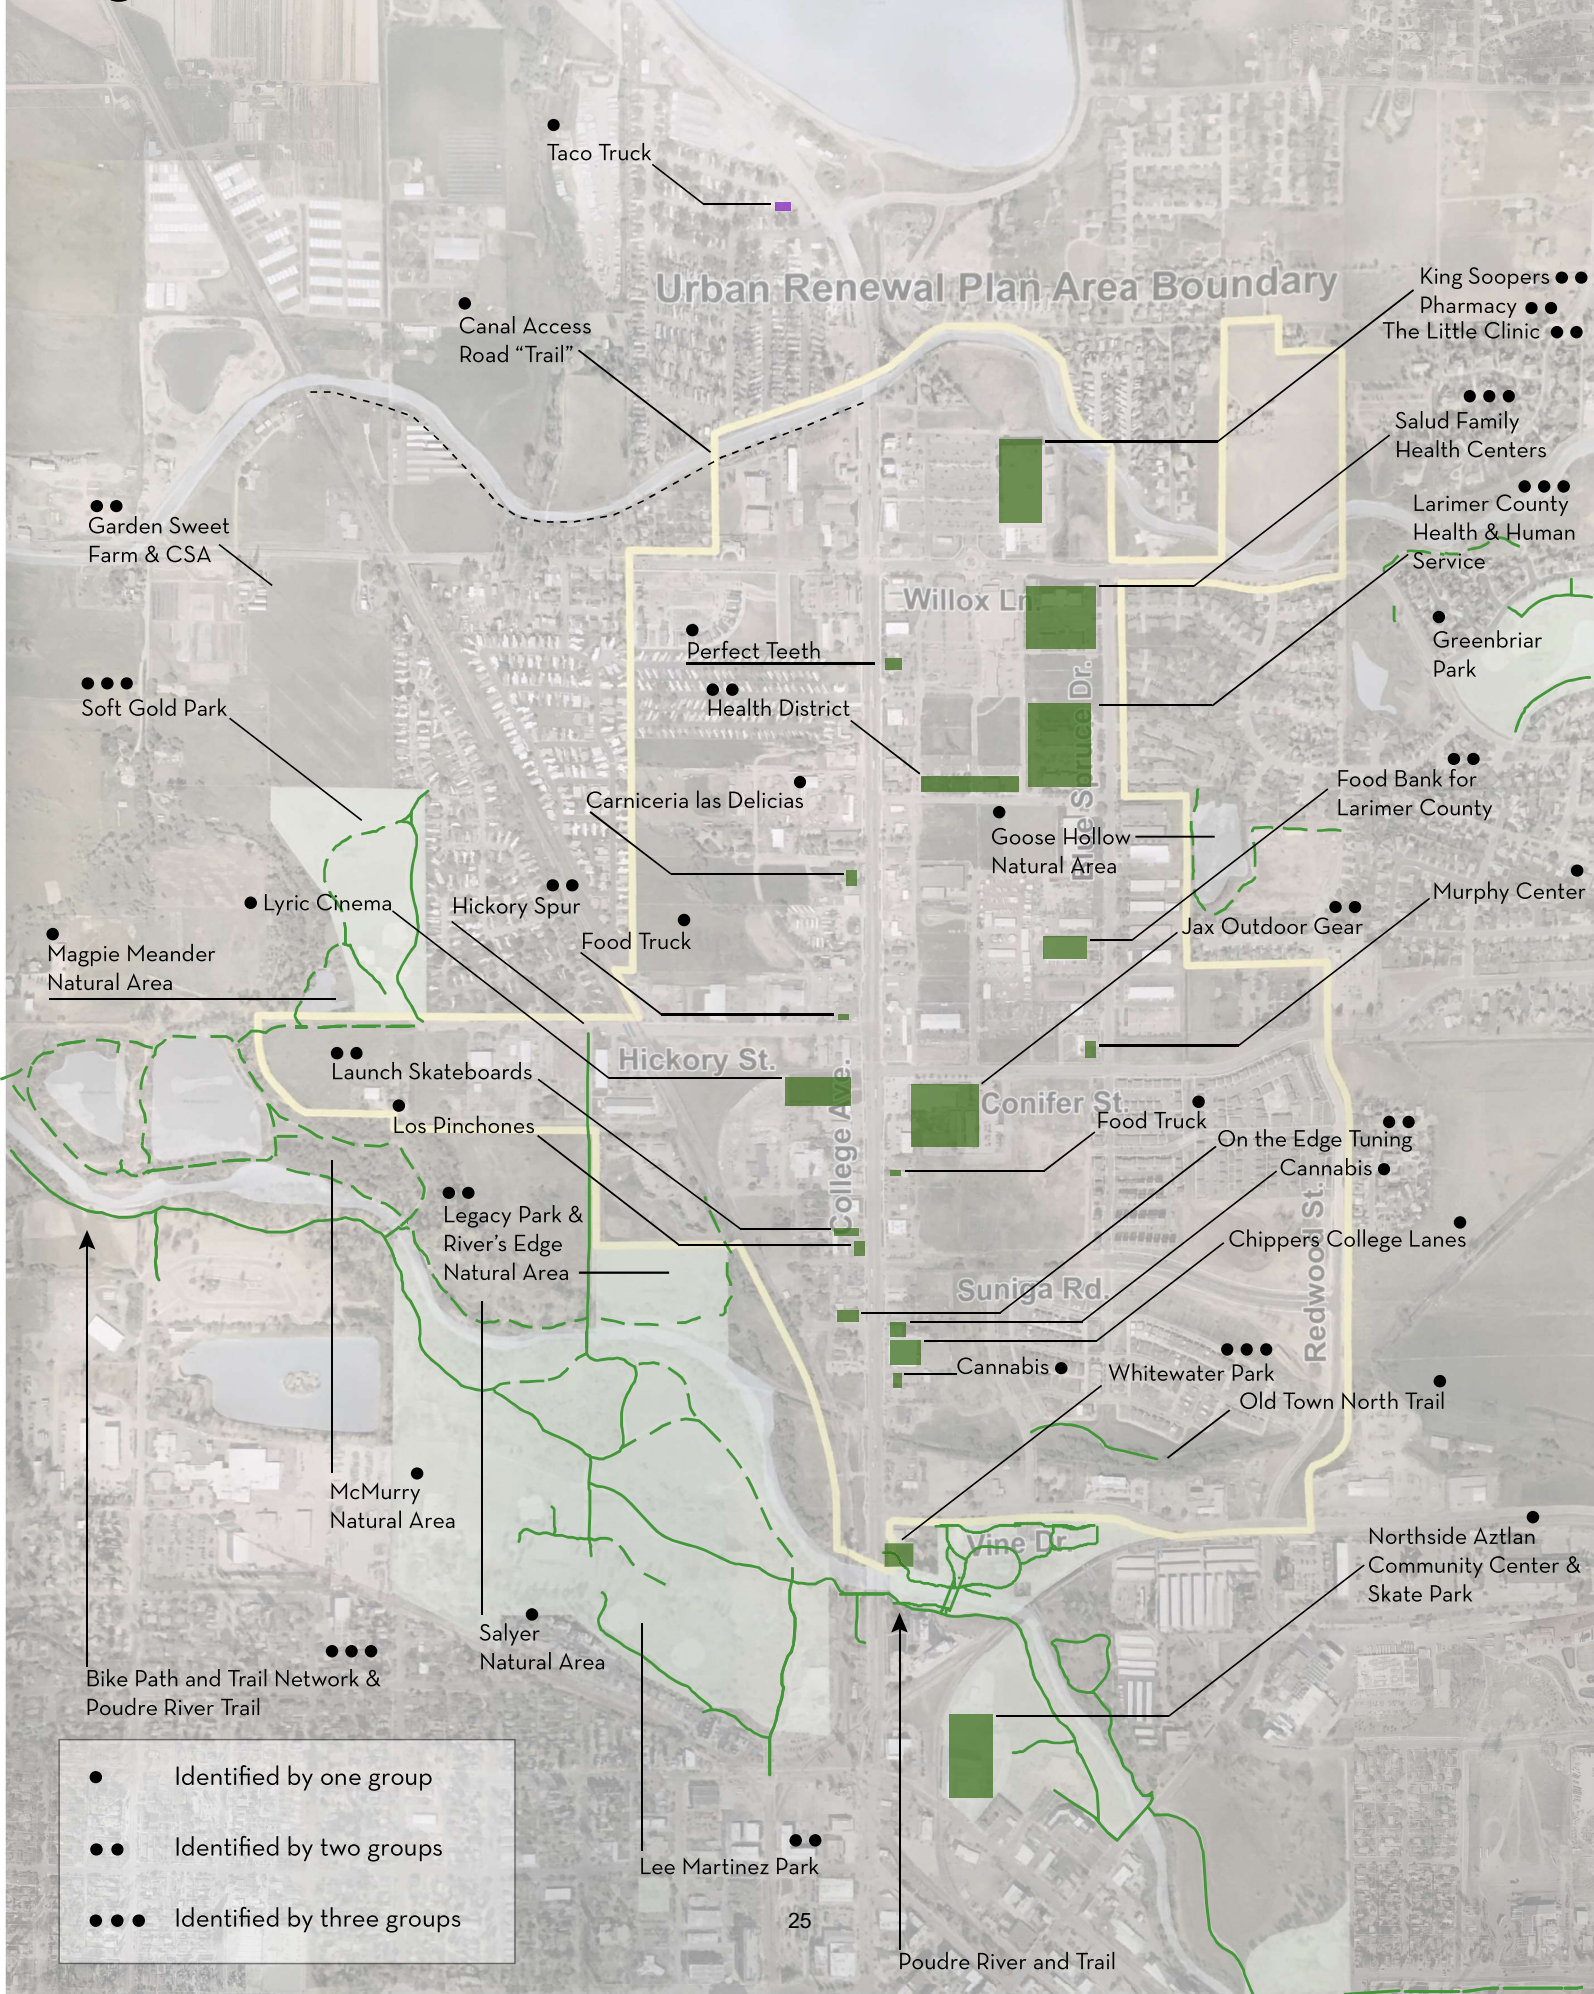 Taco Truck
Urban Renewal Plan Area Boundary
King Soopers
Pharmacy
The Little Clinic
Canal Access
Road “Trail”
Salud Family
Health Centers
Larimer County
Health & Human
Service
Garden Sweet
Farm & CSA
Willox Ln.
Greenbriar
Park
Perfect Teeth
Health District
Soft Gold Park
Blue Spruce Dr.
Food Bank for
Larimer County
Carniceria las Delicias
Goose Hollow
Natural Area
Murphy Center
Lyric Cinema
Hickory Spur
Jax Outdoor Gear
Food Truck
Magpie Meander
Natural Area
Hickory St.
Launch Skateboards
College Ave.
Conifer St.
Los Pinchones
Food Truck
On the Edge Tuning
Cannabis
Legacy Park &
River’s Edge
Natural Area
Chippers College Lanes
Redwood St.
Suniga Rd.
Cannabis
Whitewater Park
Old Town North Trail
McMurry
Natural Area
Vine Dr.
Northside Aztlan
Community Center &
Skate Park
Salyer
Natural Area
Bike Path and Trail Network &
Poudre River Trail
Identified by one group
Identified by two groups
Identified by three groups
Lee Martinez Park
25
Poudre River and Trail